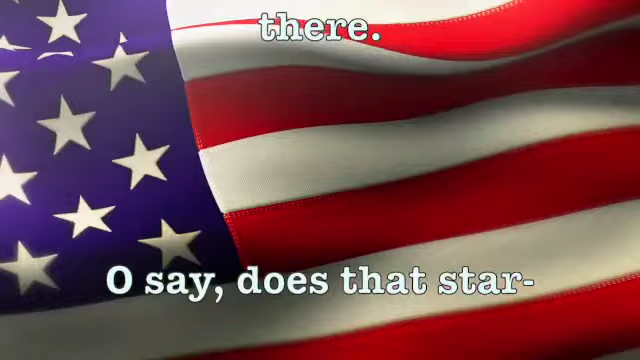 there.
O say, does that star-